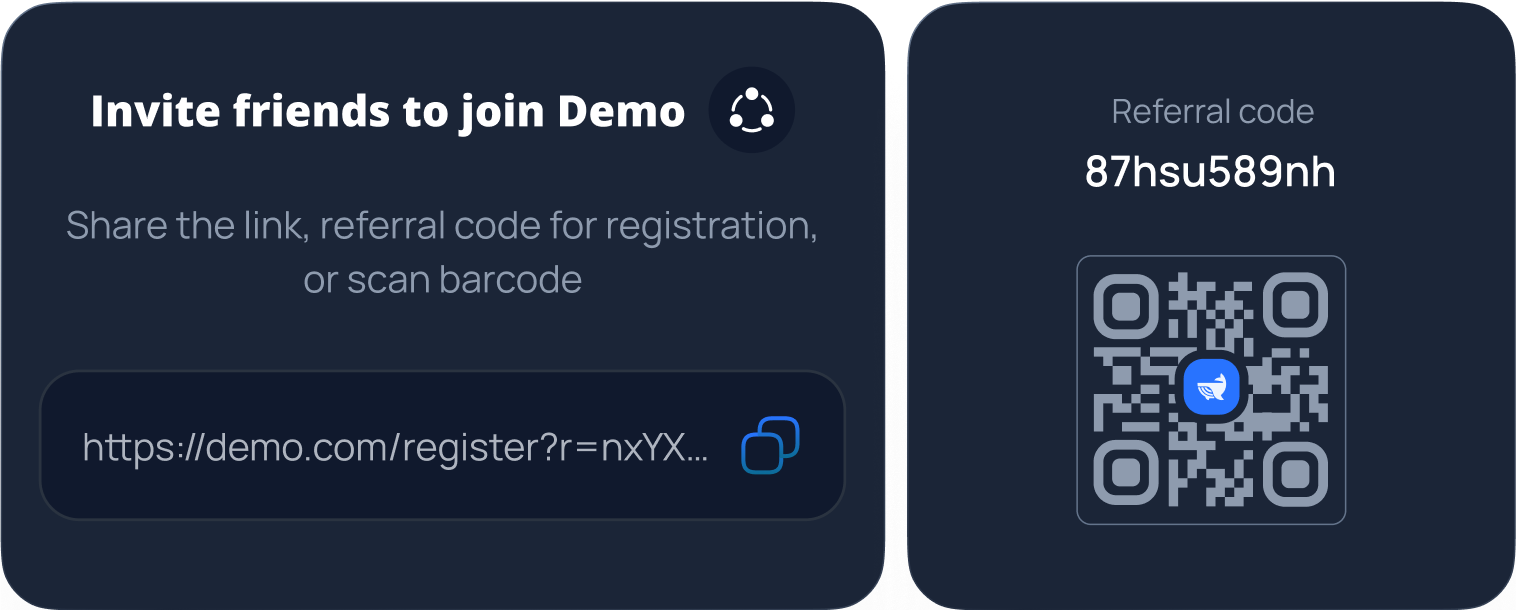 Invite friends to join Demo
Share the link, referral code for registration,
or scan barcode
https://demo.com/register?r=nxYX...
Referral code
87hsu589nh